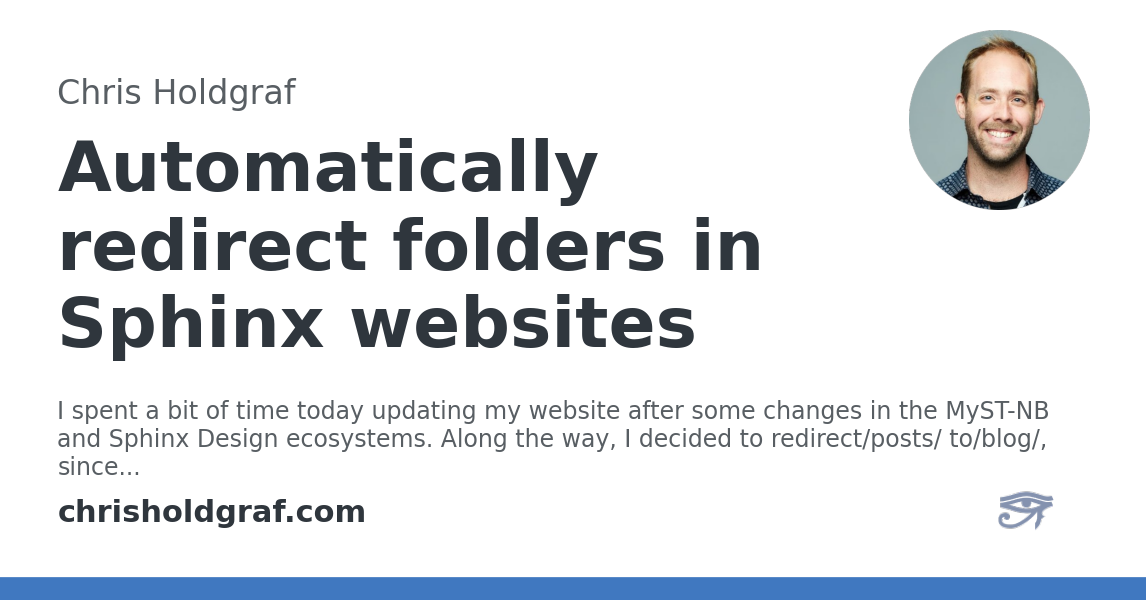 Chris Holdgraf
Automatically
redirect folders in
Sphinx websites
I spent a bit of time today updating my website after some changes in the MyST-NB
and Sphinx Design ecosystems. Along the way, I decided to redirect/posts/ to/blog/,
since...
chrisholdgraf.com